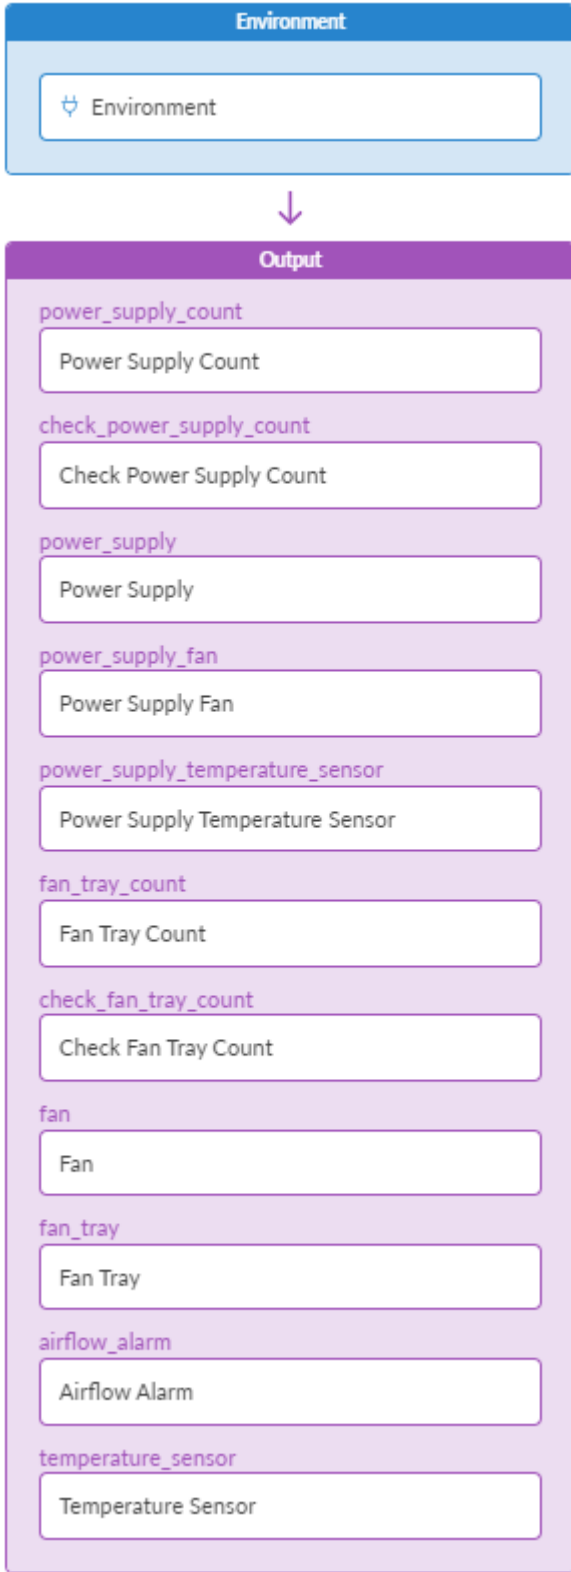 Environment
Environment
Output
power_supply_count
Power Supply Count
check_power_supply_count
Check Power Supply Count
power_supply
Power Supply
power_supply_fan
Power Supply Fan
power_supply_temperature_sensor
Power Supply Temperature Sensor
fan_tray_count
Fan Tray Count
check_fan_tray_count
Check Fan Tray Count
fan
Fan
fan_tray
Fan Tray
airflow_alarm
Airflow Alarm
temperature_sensor
Temperature Sensor